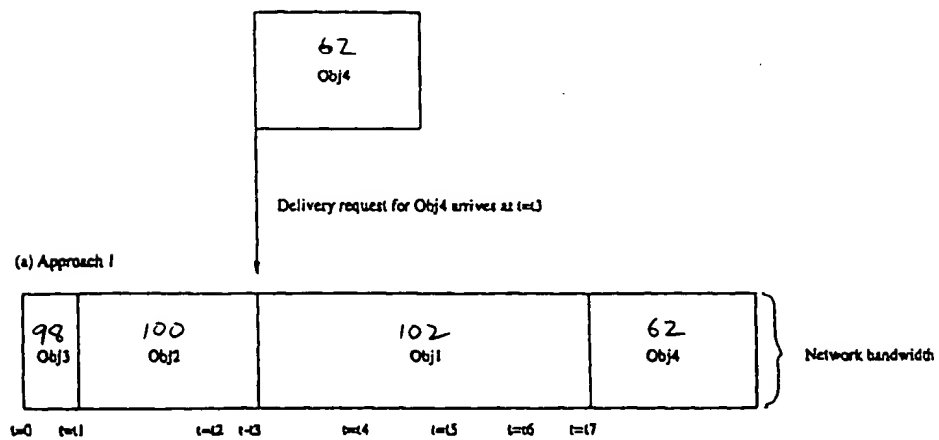 62
Obj4
Delivery request for Obj4 arrives at t=t3
(a) Approach 1
98 100 102 62
Obj3 Obj2 Obj1 Obj4
Network bandwidth
t=0 t=t1 t=t2 t=t3 t=t4 t=t5 t=t6 t=t7